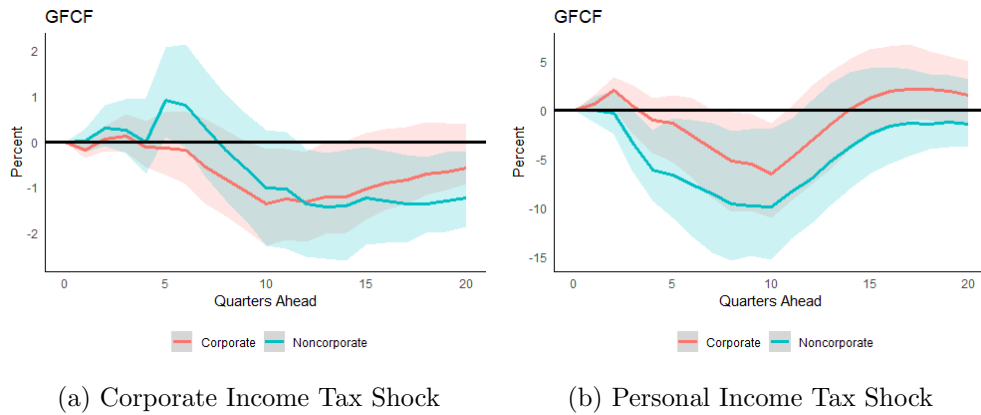 GFCF
2
1
0
-1
-2
Percent
0
5
10
15
20
Quarters Ahead
Corporate
Noncorporate
(a) Corporate Income Tax Shock
GFCF
5
0
-5
-10
-15
Percent
0
5
10
15
20
Quarters Ahead
Corporate
Noncorporate
(b) Personal Income Tax Shock